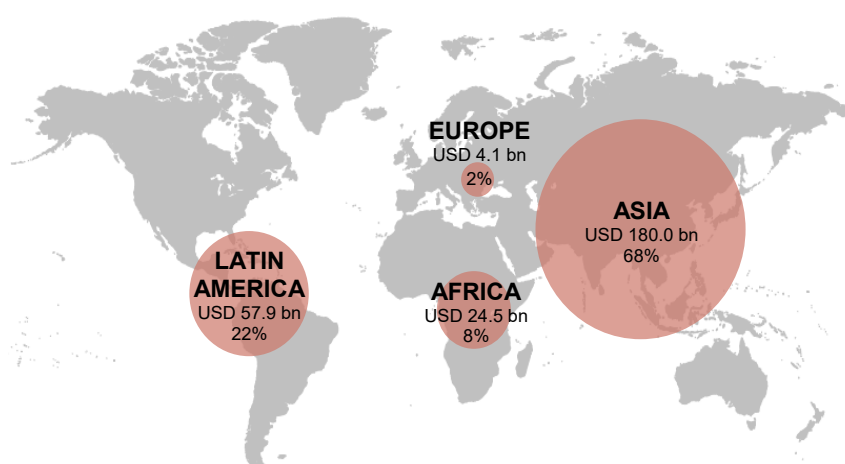 EUROPE
USD 4.1 bn
2%
ASIA
USD 180.0 bn
68%
LATIN
AMERICA
USD 57.9 bn
22%
AFRICA
USD 24.5 bn
8%